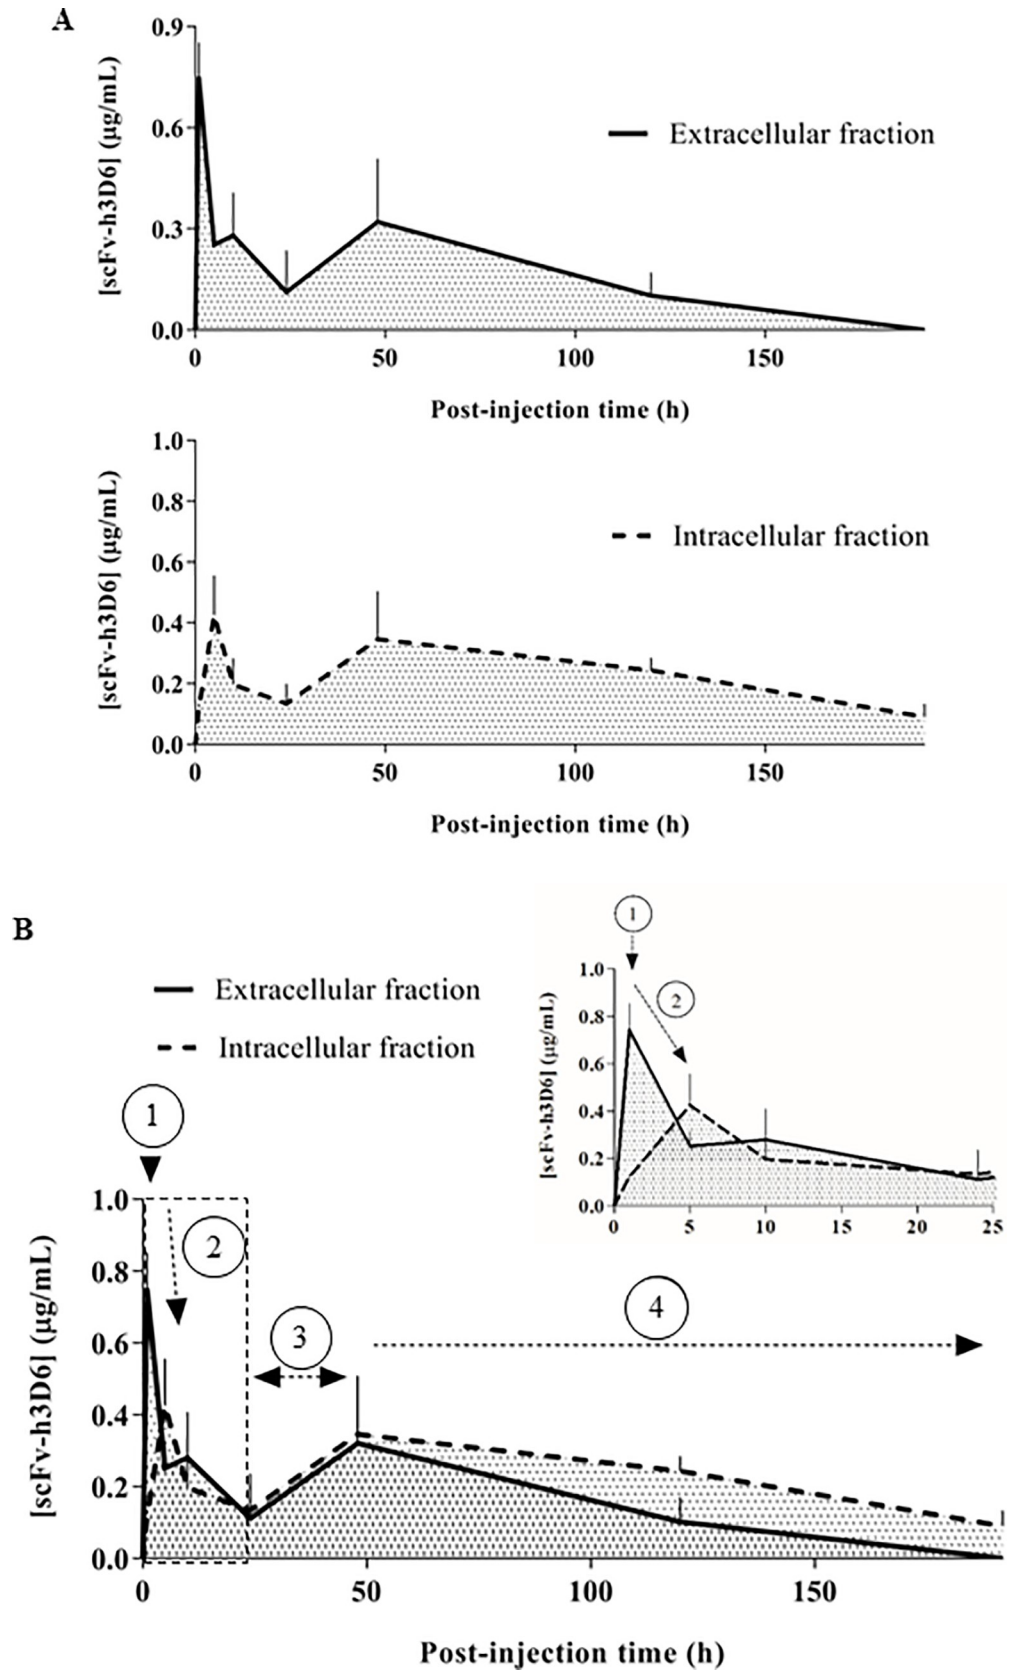 A
[scFv-h3D6] (μg/mL)
0.9
0.6
0.3
0.0
Extracellular fraction
0 50 100 150
Post-injection time (h)
[scFv-h3D6] (μg/mL)
1.0
0.8
0.6
0.4
0.2
0.0
Intracellular fraction
0 50 100 150
Post-injection time (h)
B
Extracellular fraction
Intracellular fraction
1
2
[scFv-h3D6] (μg/mL)
1.0
0.8
0.6
0.4
0.2
0.0
0 5 10 15 20 25
1
2
3
4
[scFv-h3D6] (μg/mL)
1.0
0.8
0.6
0.4
0.2
0.0
0 50 100 150
Post-injection time (h)